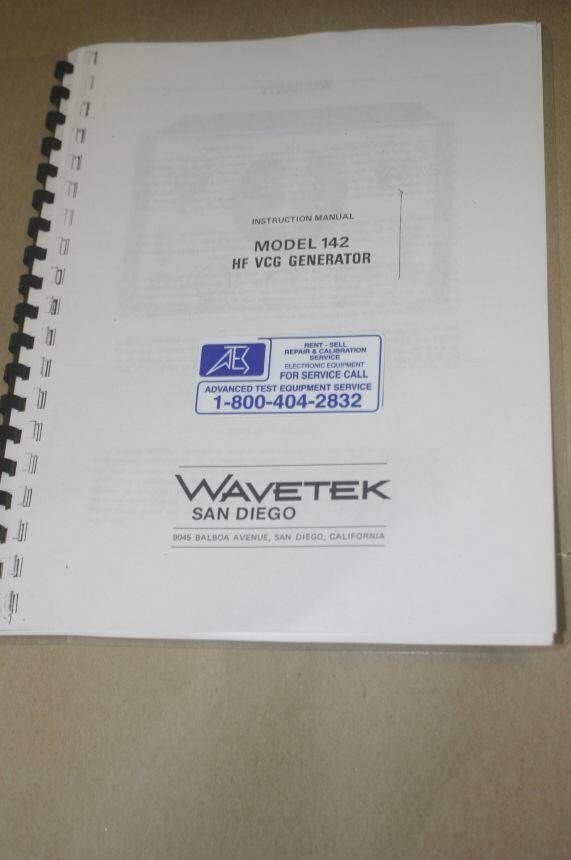 INSTRUCTION MANUAL
MODEL 142
HF VCG GENERATOR
ATES
RENT - SELL
REPAIR & CALIBRATION
SERVICE
ELECTRONIC EQUIPMENT
FOR SERVICE CALL
ADVANCED TEST EQUIPMENT SERVICE
1-800-404-2832
WAVETEK
SAN DIEGO
9045 BALBOA AVENUE, SAN DIEGO, CALIFORNIA